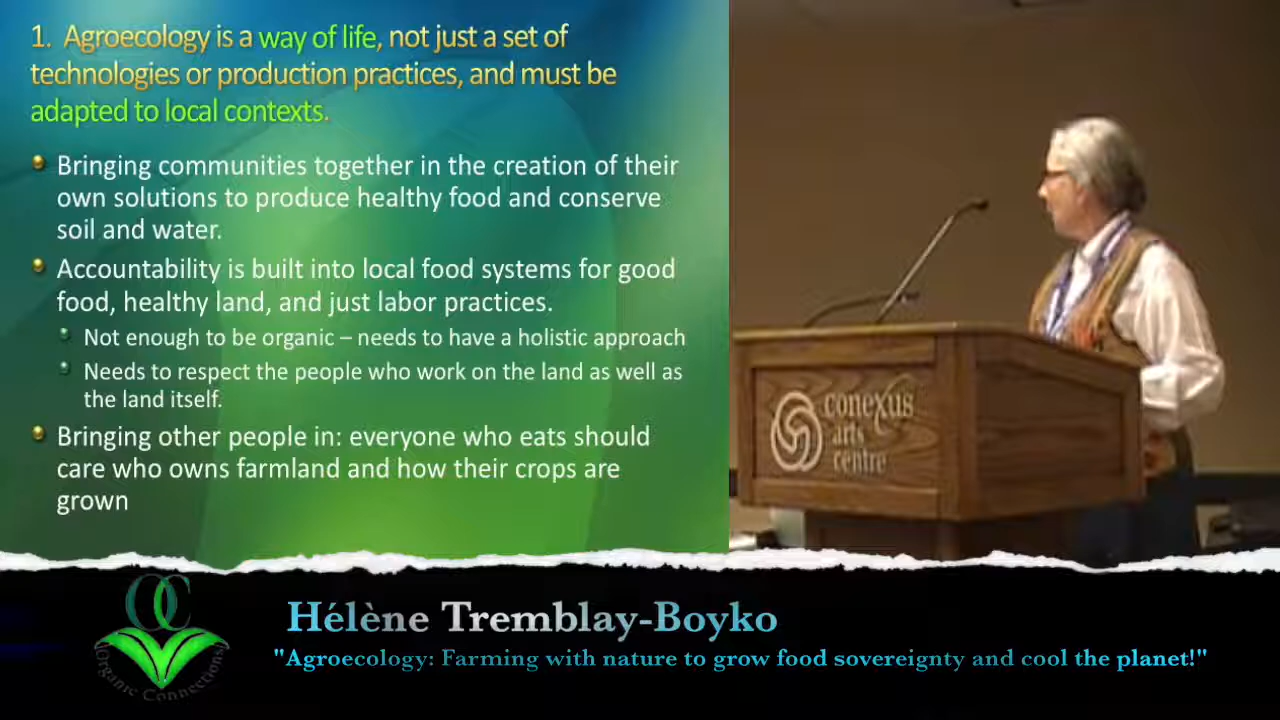 1. Agroecology is a way of life, not just a set of
technologies or production practices, and must be
adapted to local contexts.
Bringing communities together in the creation of their
own solutions to produce healthy food and conserve
soil and water.
Accountability is built into local food systems for good
food, healthy land, and just labor practices.
Not enough to be organic – needs to have a holistic approach
Needs to respect the people who work on the land as well as
the land itself.
Bringing other people in: everyone who eats should
care who owns farmland and how their crops are
grown
conexus
arts
centre
OC
Organic Connections
Hélène Tremblay-Boyko
"Agroecology: Farming with nature to grow food sovereignty and cool the planet!"